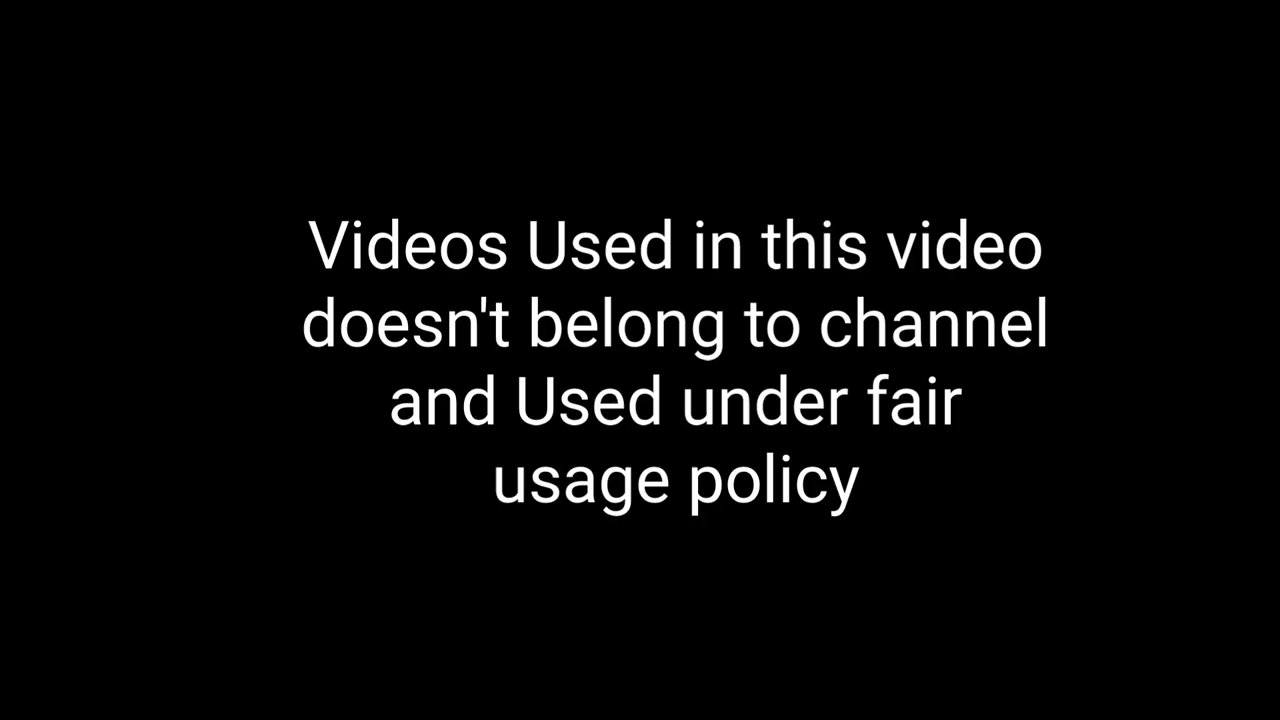 Videos Used in this video
doesn't belong to channel
and Used under fair
usage policy